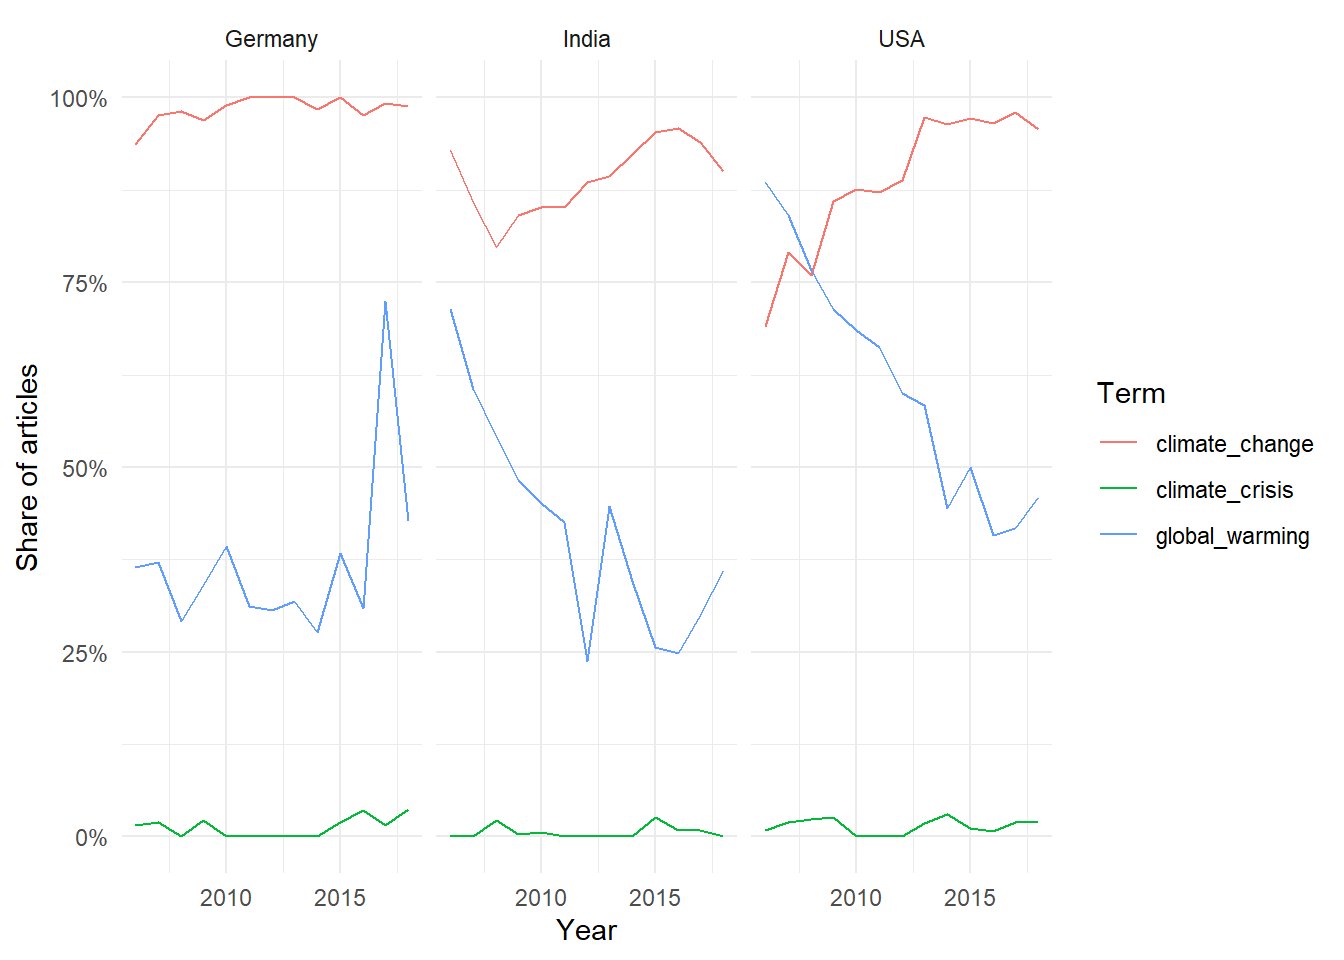 Germany India USA
100%
75%
50%
25%
0%
Share of articles
2010 2015 2010 2015 2010 2015
Year
Term
climate_change
climate_crisis
global_warming